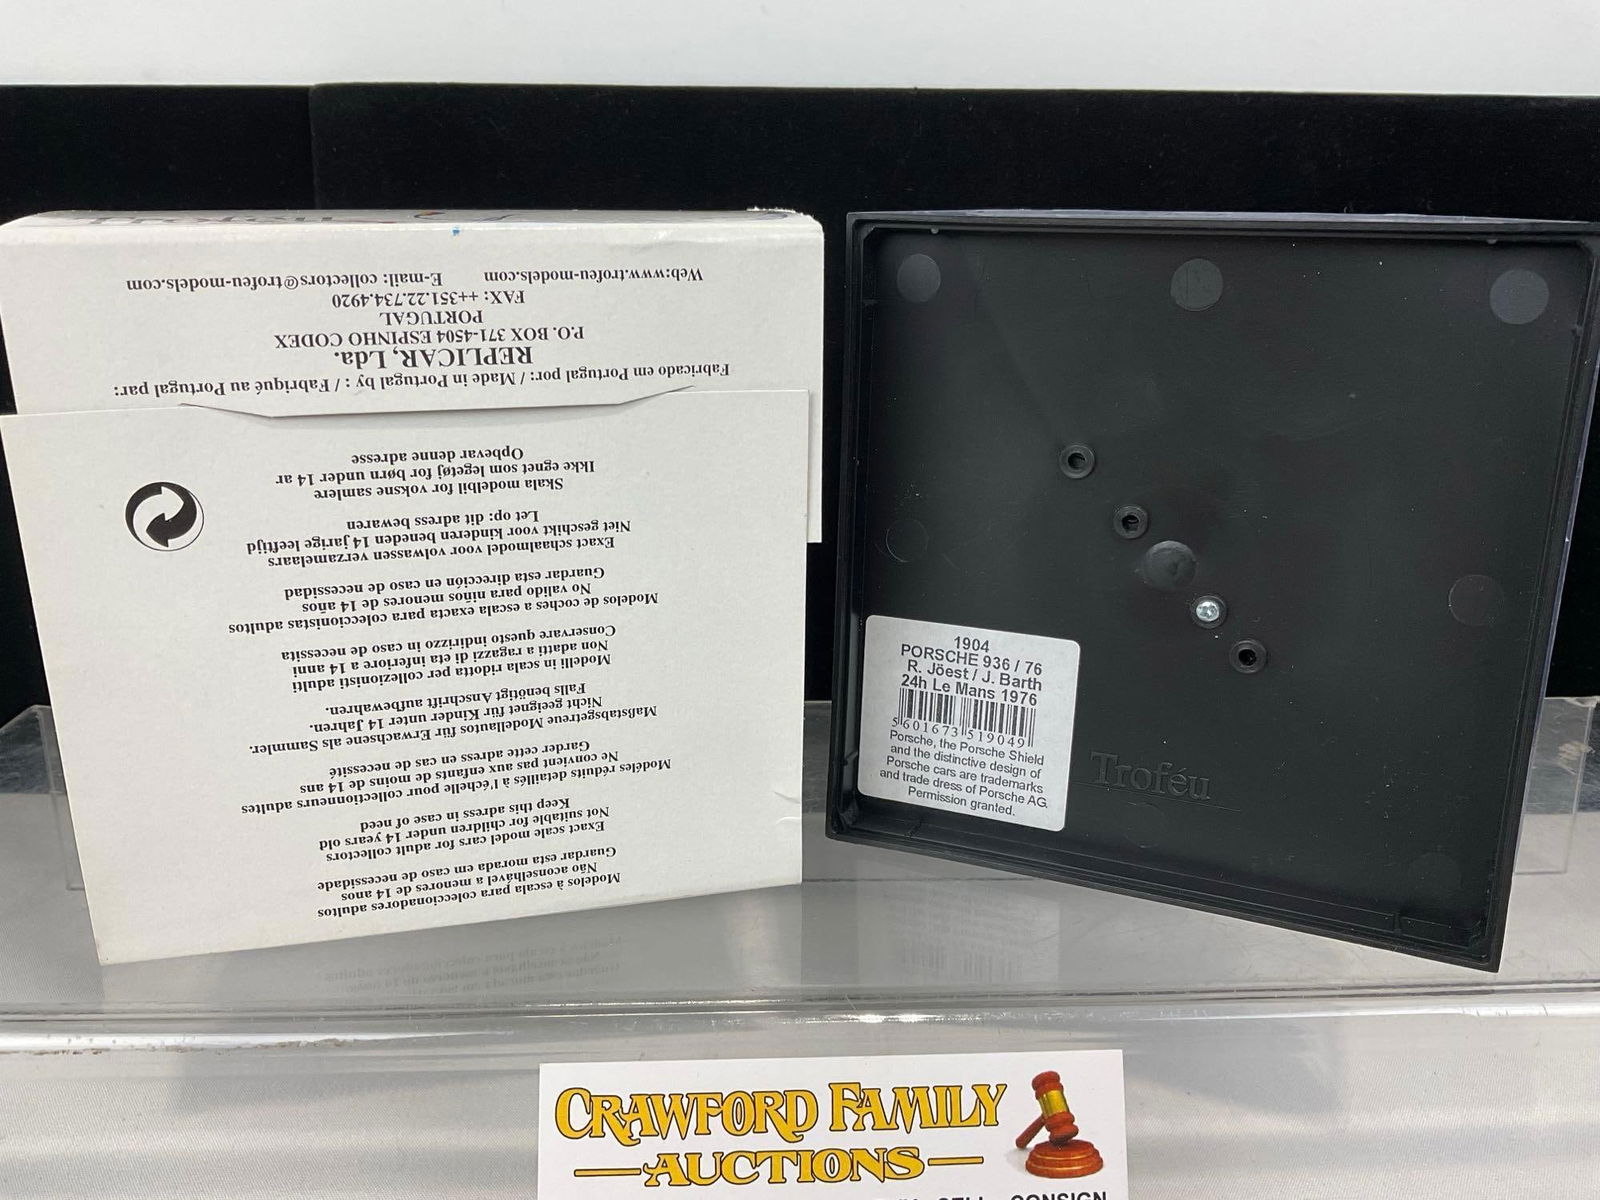 Modelos à escala para coleccionadores adultos
Não aconselhável a menores de 14 anos
Guardar esta morada em caso de necessidade
Exact scale model cars for adult collectors
Not suitable for children under 14 years old
Keep this adress in case of need
Modéles réduits détaillés à l'échelle pour collectionneurs adultes
Ne convient pas aux enfants de moins de 14 ans
Garder cette adress en cas de necessité
Maßstabsgetreue Modellautos für Erwachsene als Sammler.
Nicht geeignet für Kinder unter 14 Jahren.
Falls benötigt Anschrift aufbewahren.
Modelli in scala ridotta per collezionisti adulti
Non adatti a ragazzi di eta inferiore a 14 anni
Conservare questo indirizzo in caso de necessita
Modelos de coches a escala exacta para coleccionistas adultos
No valido para niños menores de 14 años
Guardar esta dirección en caso de necessidad
Exact schaalmodel voor volwassen verzamelaars
Niet geschikt voor kinderen beneden 14 jarige leeftijd
Let op: dit adress bewaren
Skala modelbil for voksne samlere
Ikke egnet som legetøj for børn under 14 ar
Opbevar denne adresse
Fabricado em Portugal por: / Made in Portugal by : / Fabriqué au Portugal par:
REPLICAR, Lda.
P.O. BOX 371-4504 ESPINHO CODEX
PORTUGAL
FAX: ++351.22.734.4920
Web:www.trofeu-models.com E-mail: collectors@trofeu-models.com
1904
PORSCHE 936 / 76
R. Jöest / J. Barth
24h Le Mans 1976
5 601673 519049
Porsche, the Porsche Shield
and the distinctive design of
Porsche cars are trademarks
and trade dress of Porsche AG.
Permission granted.
Troféu
CRAWFORD FAMILY
AUCTIONS
CONSIGN